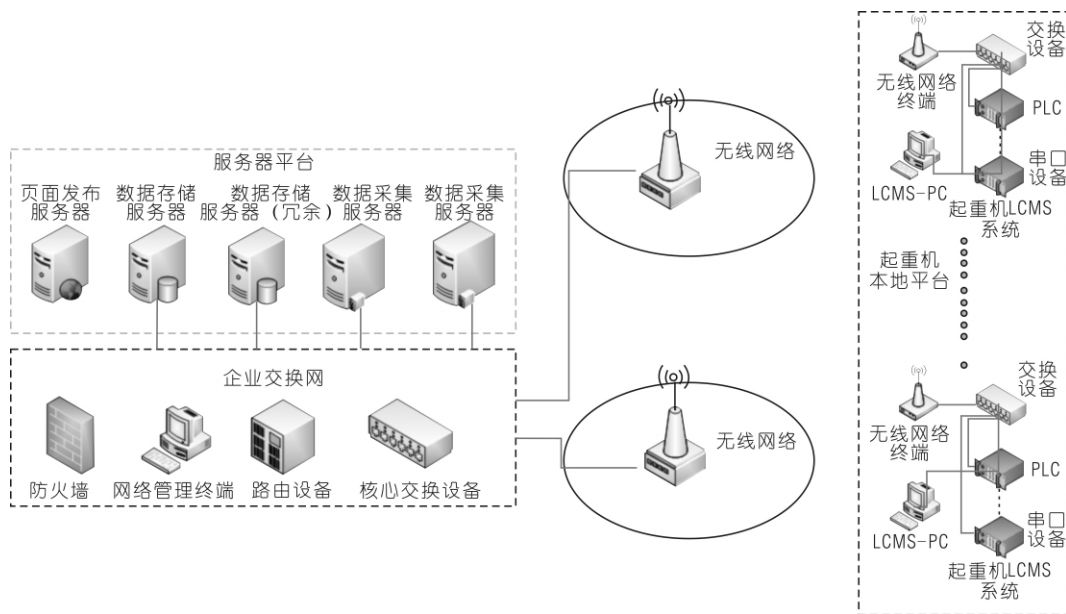 服务器平台
页面发布
服务器
数据存储
服务器
数据存储
服务器（冗余）
数据采集
服务器
数据采集
服务器
企业交换网
防火墙
网络管理终端
路由设备
核心交换设备
无线网络
无线网络
交换
设备
无线网络
终端
PLC
串口
设备
LCMS-PC
起重机LCMS
系统
起重机
本地平台
交换
设备
无线网络
终端
PLC
串口
设备
LCMS-PC
起重机LCMS
系统